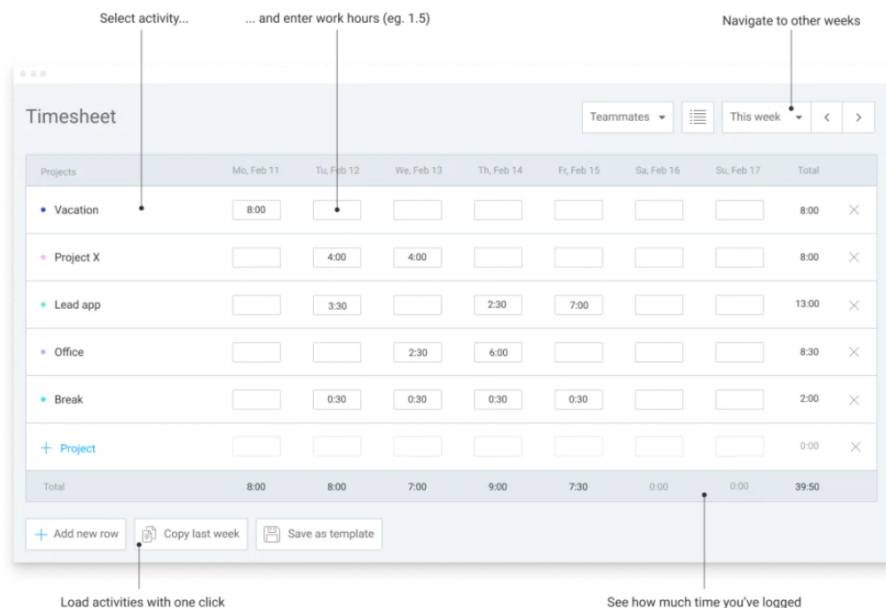 Select activity... ... and enter work hours (eg. 1.5) Navigate to other weeks
Timesheet Teammates This week
Projects Mo, Feb 11 Tu, Feb 12 We, Feb 13 Th, Feb 14 Fr, Feb 15 Sa, Feb 16 Su, Feb 17 Total
Vacation 8:00 8:00
Project X 4:00 4:00 8:00
Lead app 3:30 2:30 7:00 13:00
Office 2:30 6:00 8:30
Break 0:30 0:30 0:30 0:30 2:00
+ Project 0:00
Total 8:00 8:00 7:00 9:00 7:30 0:00 0:00 39:50
+ Add new row Copy last week Save as template
Load activities with one click See how much time you've logged